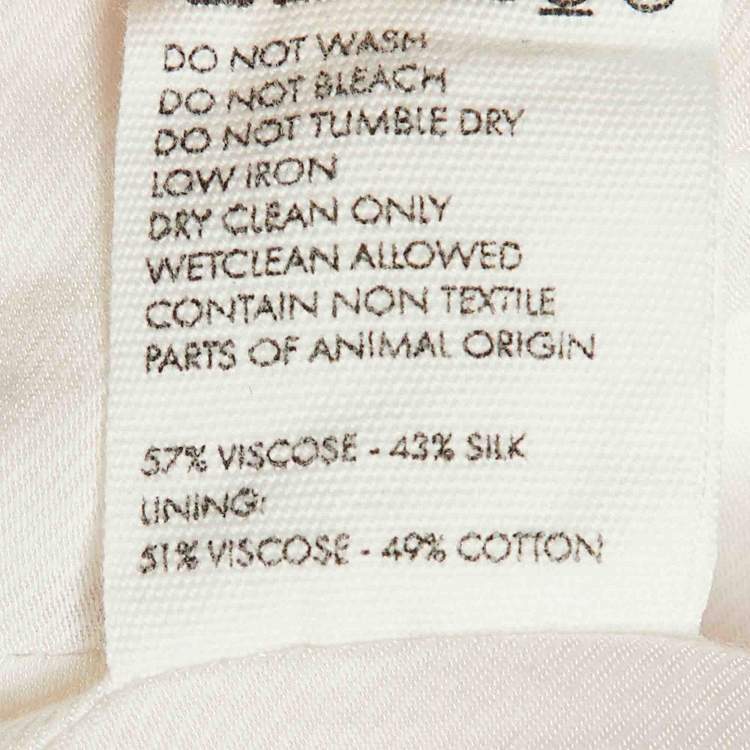 DO NOT WASH
DO NOT BLEACH
DO NOT TUMBLE DRY
LOW IRON
DRY CLEAN ONLY
WETCLEAN ALLOWED
CONTAIN NON TEXTILE
PARTS OF ANIMAL ORIGIN
57% VISCOSE - 43% SILK
LINING:
51% VISCOSE - 49% COTTON